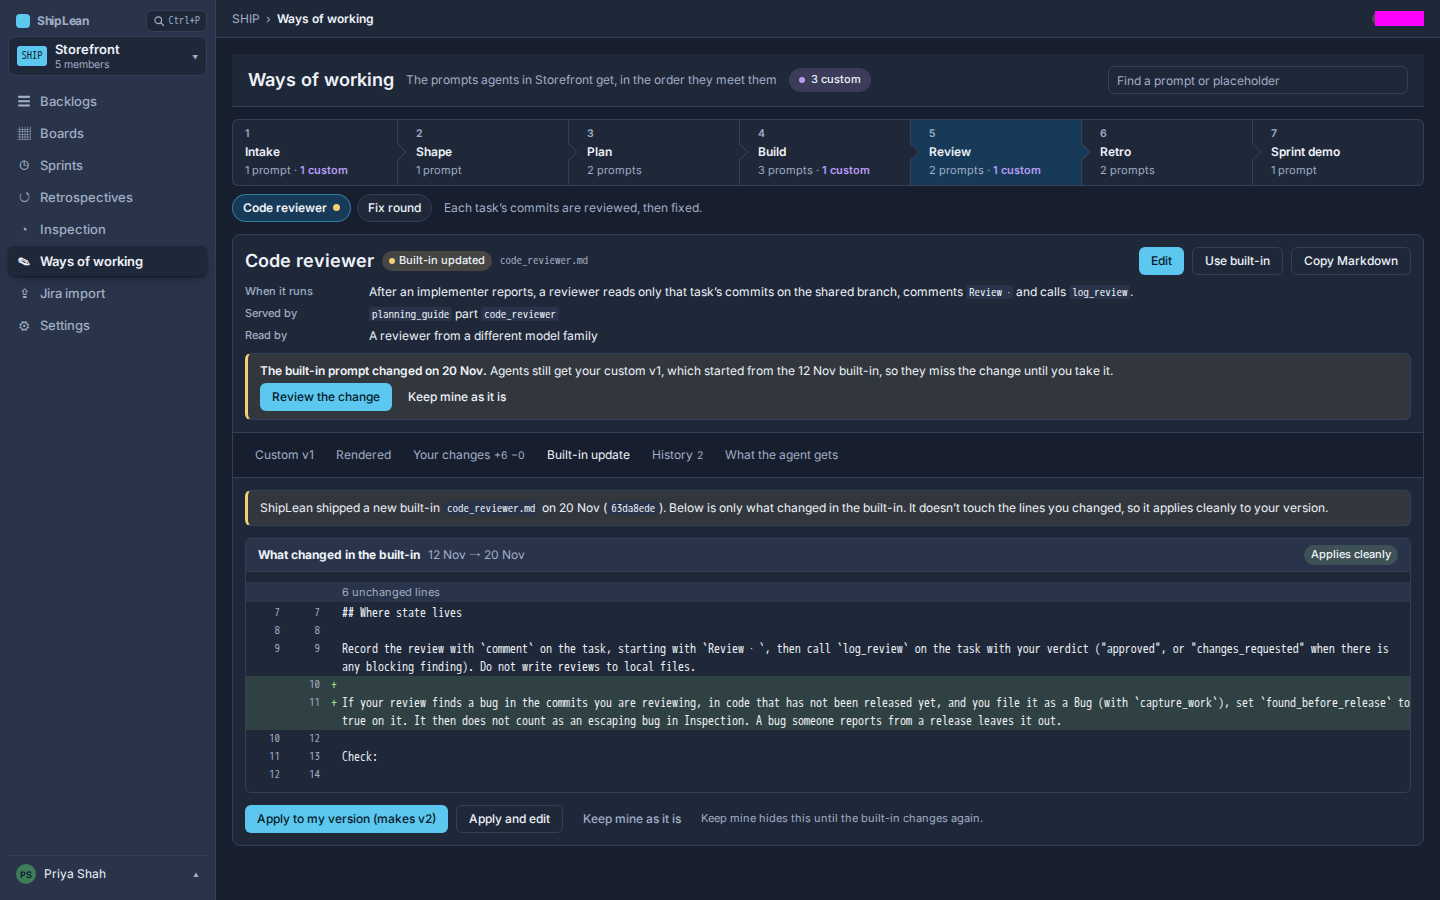 ShipLean
Ctrl+P
SHIP
Storefront
5 members
Backlogs
Boards
Sprints
Retrospectives
Inspection
Ways of working
Jira import
Settings
PS
Priya Shah
SHIP › Ways of working
Ways of working
The prompts agents in Storefront get, in the order they meet them
3 custom
Find a prompt or placeholder
1
Intake
1 prompt · 1 custom
2
Shape
1 prompt
3
Plan
2 prompts
4
Build
3 prompts · 1 custom
5
Review
2 prompts · 1 custom
6
Retro
2 prompts
7
Sprint demo
1 prompt
Code reviewer
Fix round
Each task’s commits are reviewed, then fixed.
Code reviewer
Built-in updated
code_reviewer.md
Edit
Use built-in
Copy Markdown
When it runs
After an implementer reports, a reviewer reads only that task’s commits on the shared branch, comments Review · and calls log_review.
Served by
planning_guide part code_reviewer
Read by
A reviewer from a different model family
The built-in prompt changed on 20 Nov. Agents still get your custom v1, which started from the 12 Nov built-in, so they miss the change until you take it.
Review the change
Keep mine as it is
Custom v1
Rendered
Your changes +6 −0
Built-in update
History 2
What the agent gets
ShipLean shipped a new built-in code_reviewer.md on 20 Nov ( 63da8ede ). Below is only what changed in the built-in. It doesn’t touch the lines you changed, so it applies cleanly to your version.
What changed in the built-in 12 Nov → 20 Nov
Applies cleanly
6 unchanged lines
7 7 ## Where state lives
8 8
9 9 Record the review with `comment` on the task, starting with `Review · `, then call `log_review` on the task with your verdict ("approved", or "changes_requested" when there is
any blocking finding). Do not write reviews to local files.
10 +
11 + If your review finds a bug in the commits you are reviewing, in code that has not been released yet, and you file it as a Bug (with `capture_work`), set `found_before_release` to
true on it. It then does not count as an escaping bug in Inspection. A bug someone reports from a release leaves it out.
10 12
11 13 Check:
12 14
Apply to my version (makes v2)
Apply and edit
Keep mine as it is
Keep mine hides this until the built-in changes again.